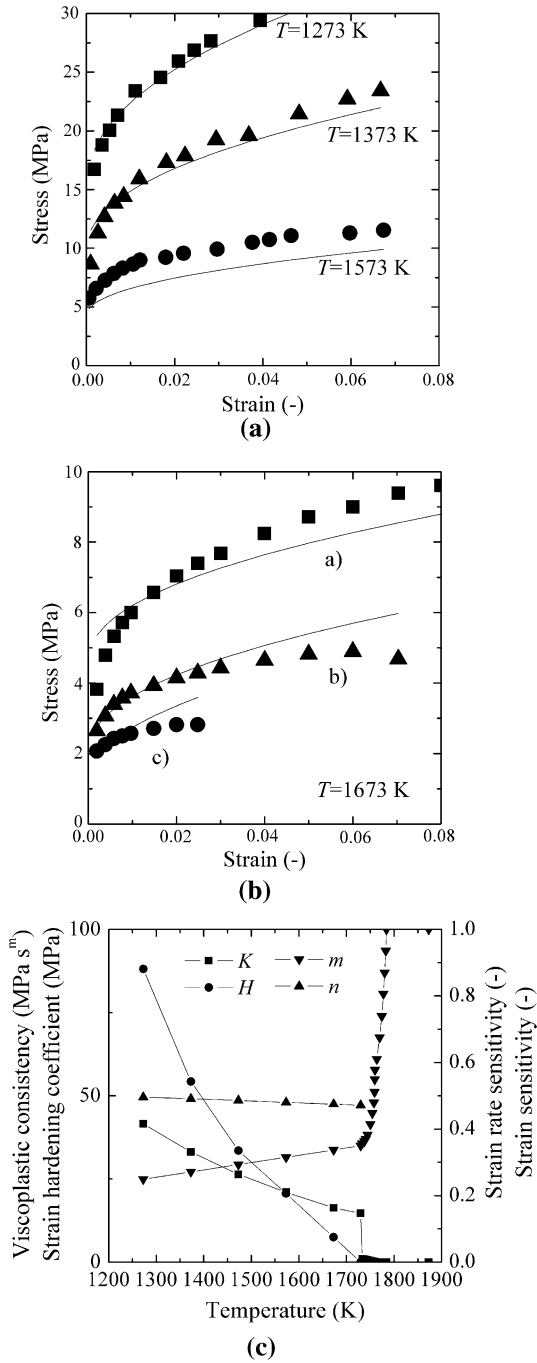 30
25
20
15
10
5
0
Stress (MPa)
T=1273 K
T=1373 K
T=1573 K
0.00 0.02 0.04 0.06 0.08
Strain (-)
(a)
10
8
6
4
2
0
Stress (MPa)
a)
b)
c)
T=1673 K
0.00 0.02 0.04 0.06 0.08
Strain (-)
(b)
Viscoplastic consistency (MPa s^m)
Strain hardening coefficient (MPa)
100
50
0
K m
H n
1.0
0.8
0.6
0.4
0.2
0.0
Strain rate sensitivity (-)
Strain sensitivity (-)
1200 1300 1400 1500 1600 1700 1800 1900
Temperature (K)
(c)